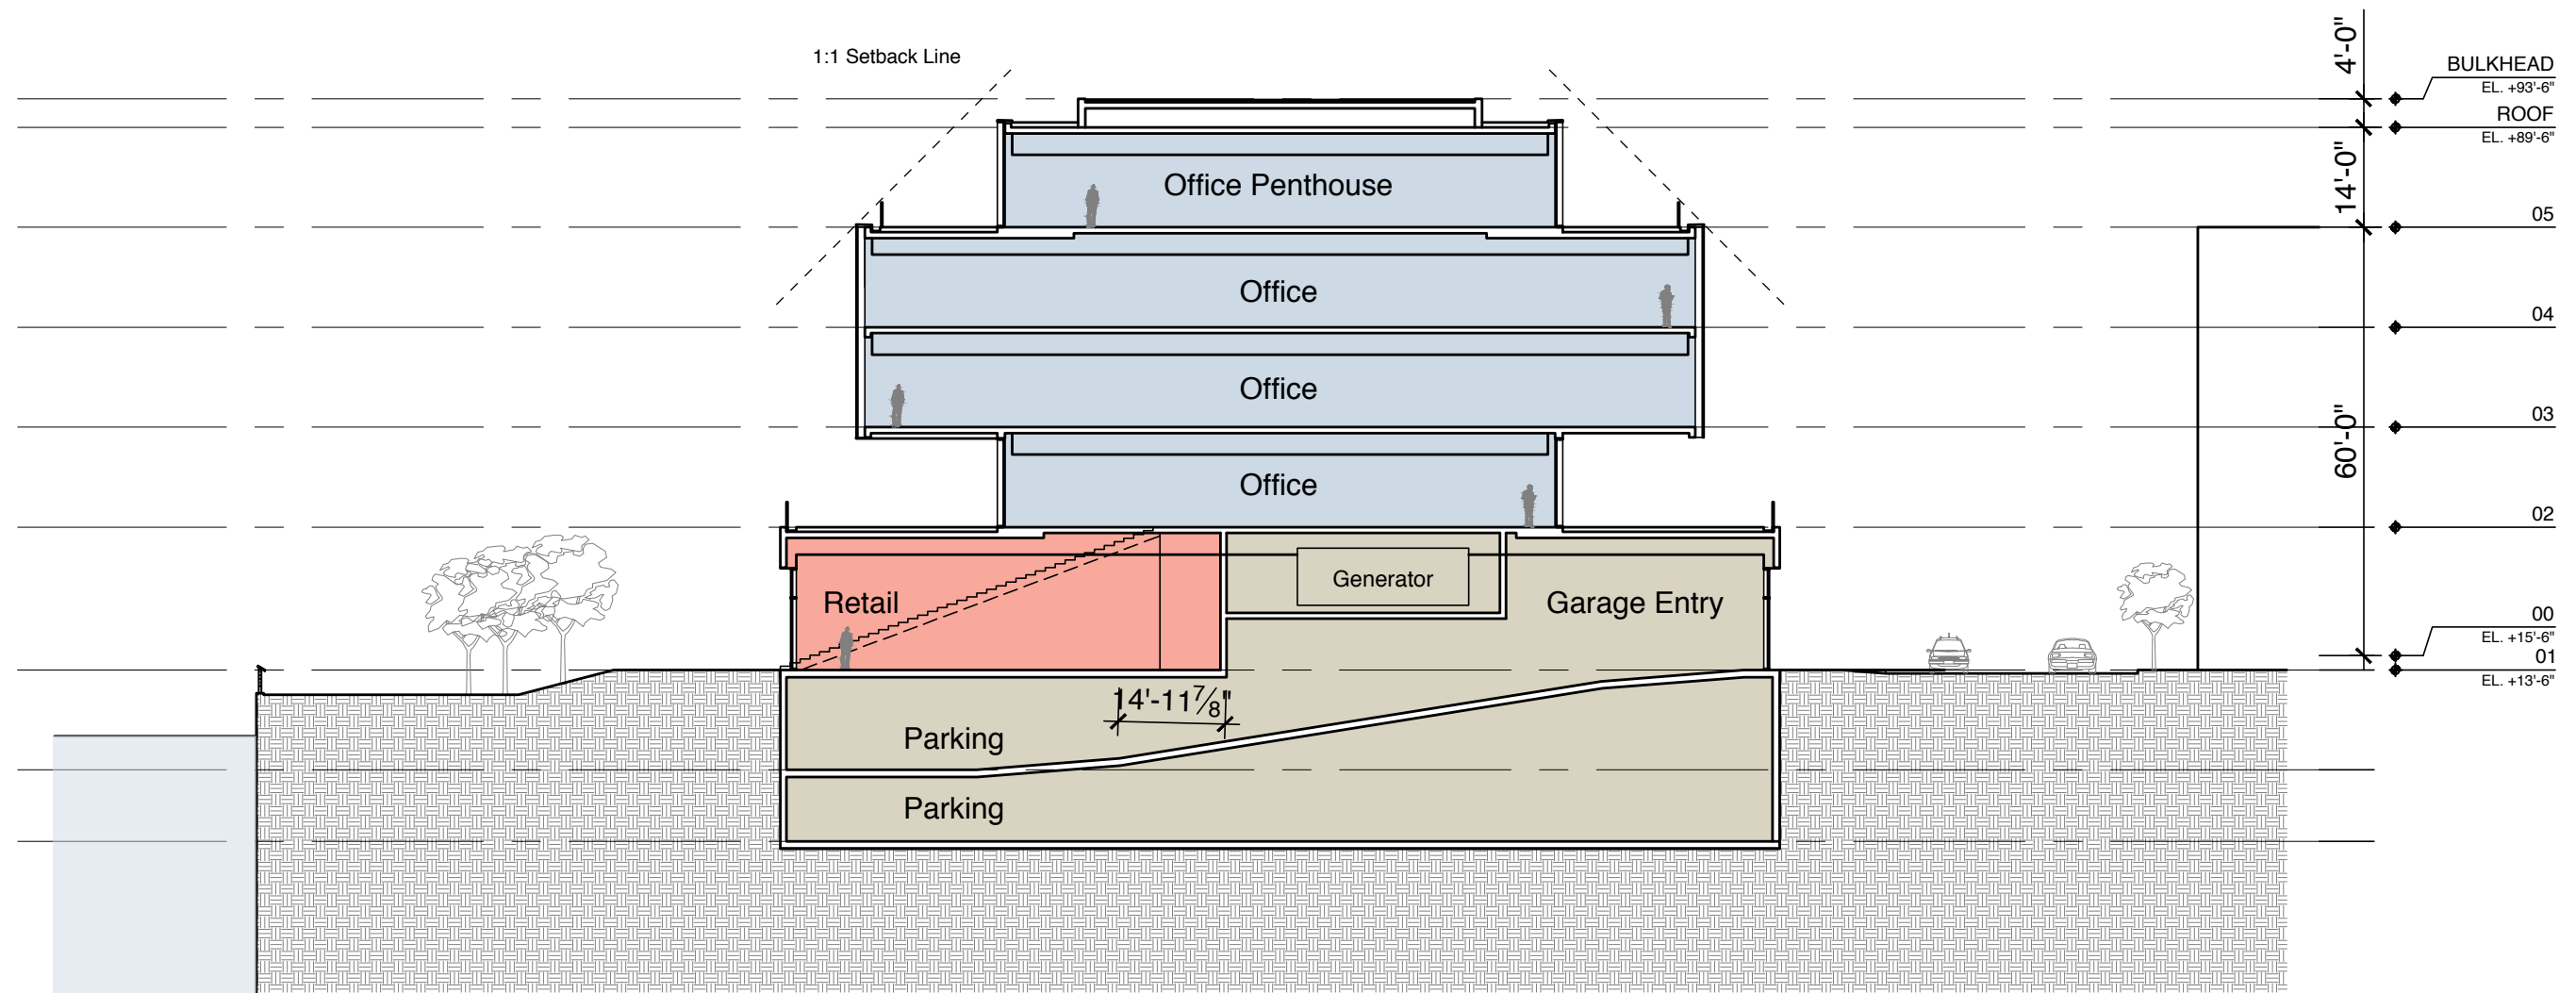 1:1 Setback Line
4'-0"
BULKHEAD
EL. +93'-6"
ROOF
EL. +89'-6"
14'-0"
Office Penthouse
05
Office
04
Office
03
60'-0"
Office
02
Generator
Retail
Garage Entry
00
EL. +15'-6"
01
EL. +13'-6"
14'-11⅞"
Parking
Parking